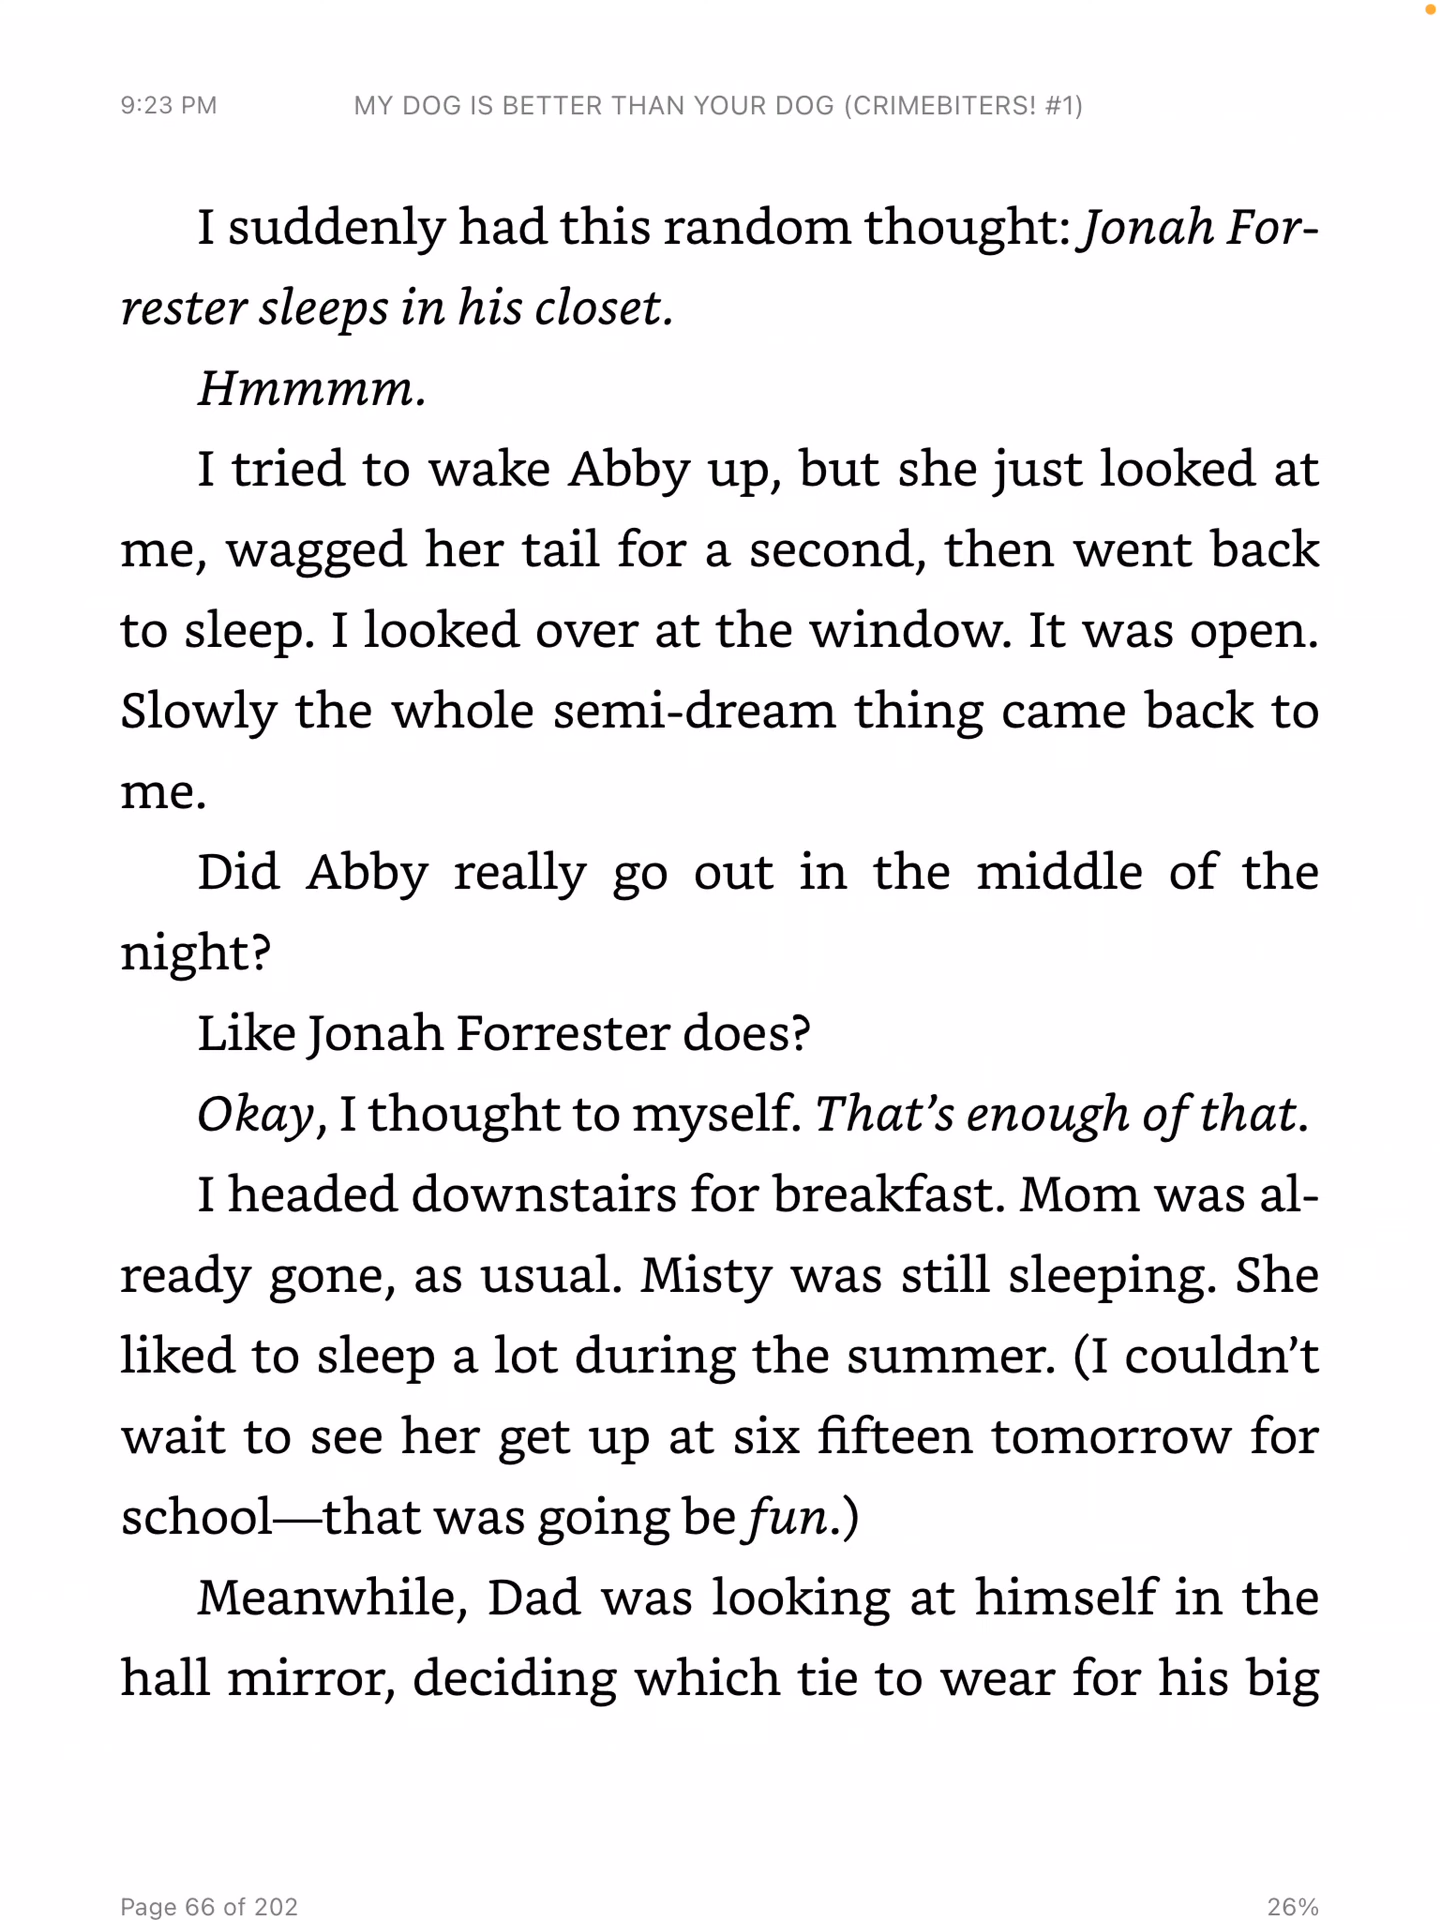 9:23 PM MY DOG IS BETTER THAN YOUR DOG (CRIMEBITERS! #1)
I suddenly had this random thought: Jonah For-
rester sleeps in his closet.
Hmmmm.
I tried to wake Abby up, but she just looked at
me, wagged her tail for a second, then went back
to sleep. I looked over at the window. It was open.
Slowly the whole semi-dream thing came back to
me.
Did Abby really go out in the middle of the
night?
Like Jonah Forrester does?
Okay, I thought to myself. That’s enough of that.
I headed downstairs for breakfast. Mom was al-
ready gone, as usual. Misty was still sleeping. She
liked to sleep a lot during the summer. (I couldn’t
wait to see her get up at six fifteen tomorrow for
school—that was going be fun.)
Meanwhile, Dad was looking at himself in the
hall mirror, deciding which tie to wear for his big
Page 66 of 202 26%